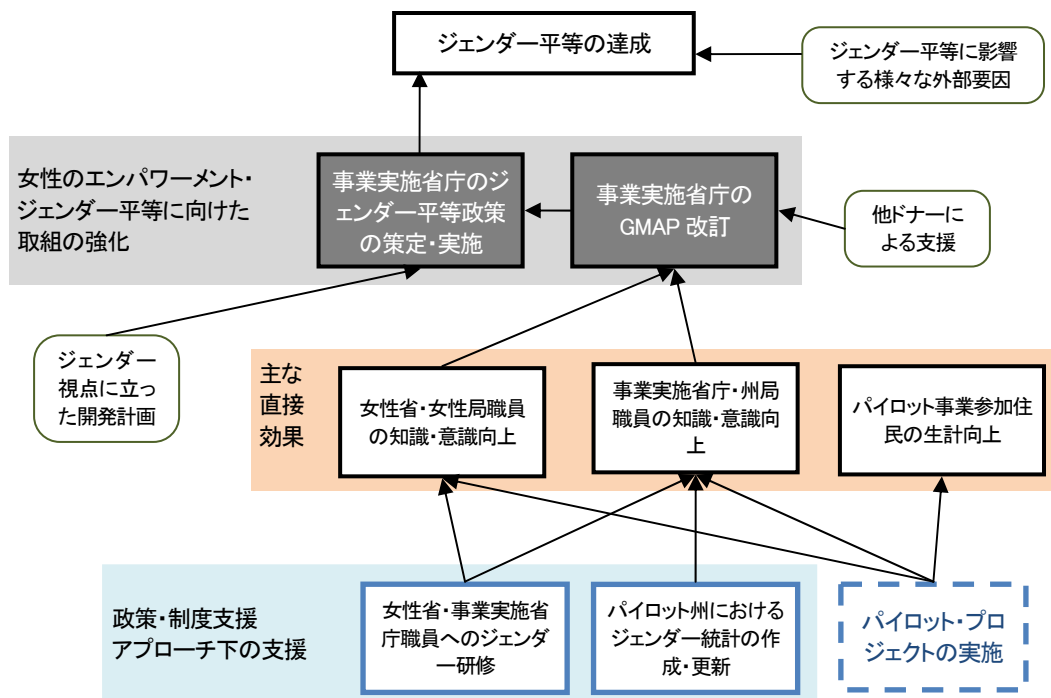 ジェンダー平等の達成
ジェンダー平等に影響
する様々な外部要因
女性のエンパワーメント・
ジェンダー平等に向けた
取組の強化
事業実施省庁のジ
ェンダー平等政策
の策定・実施
事業実施省庁の
GMAP 改訂
他ドナーに
よる支援
ジェンダー
視点に立っ
た開発計画
主な
直接
効果
女性省・女性局職員
の知識・意識向上
事業実施省庁・州局
職員の知識・意識向
上
パイロット事業参加住
民の生計向上
政策・制度支援
アプローチ下の支援
女性省・事業実施省
庁職員へのジェンダ
ー研修
パイロット州における
ジェンダー統計の作
成・更新
パイロット・プロ
ジェクトの実施